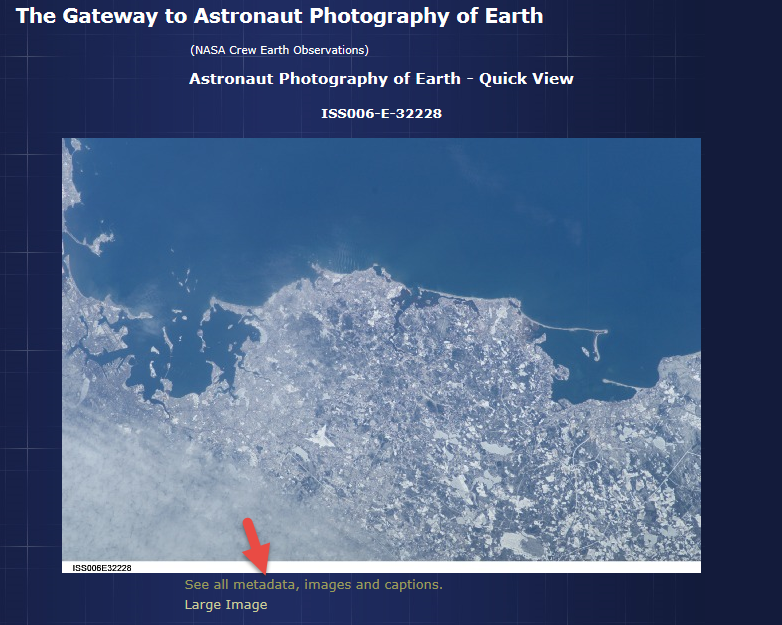 The Gateway to Astronaut Photography of Earth
(NASA Crew Earth Observations)
Astronaut Photography of Earth - Quick View
ISS006-E-32228
ISS006E32228
See all metadata, images and captions.
Large Image